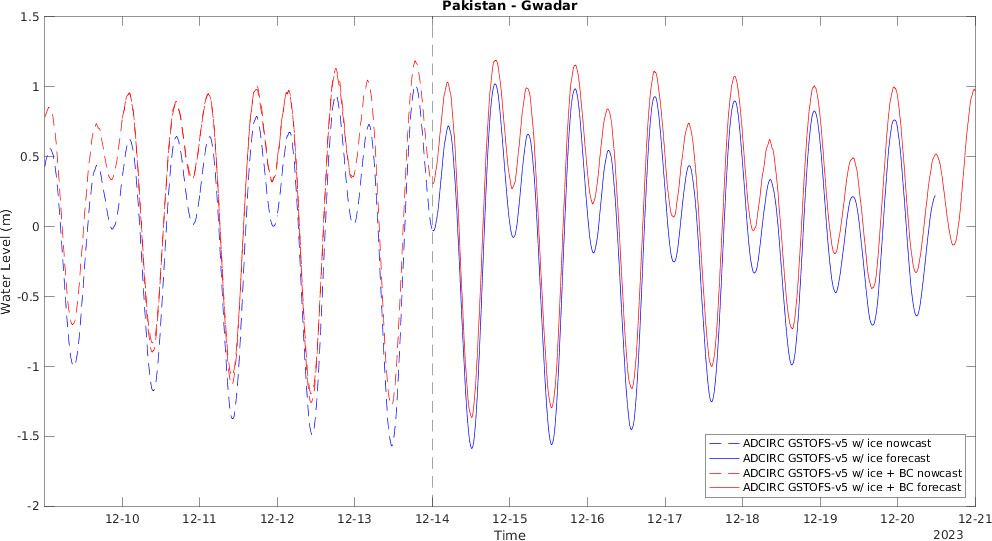 Pakistan - Gwadar
1.5
1
0.5
0
-0.5
-1
-1.5
-2
Water Level (m)
ADCIRC GSTOFS-v5 w/ ice nowcast
ADCIRC GSTOFS-v5 w/ ice forecast
ADCIRC GSTOFS-v5 w/ ice + BC nowcast
ADCIRC GSTOFS-v5 w/ ice + BC forecast
12-10 12-11 12-12 12-13 12-14 12-15 12-16 12-17 12-18 12-19 12-20 12-21
Time
2023